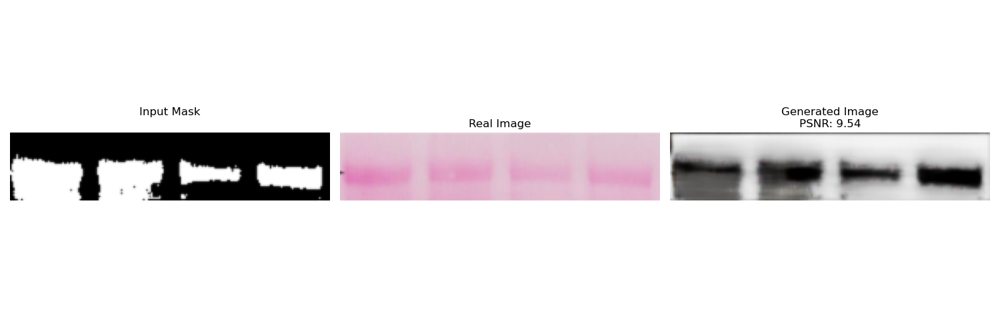 Input Mask
Real Image
Generated Image
PSNR: 9.54